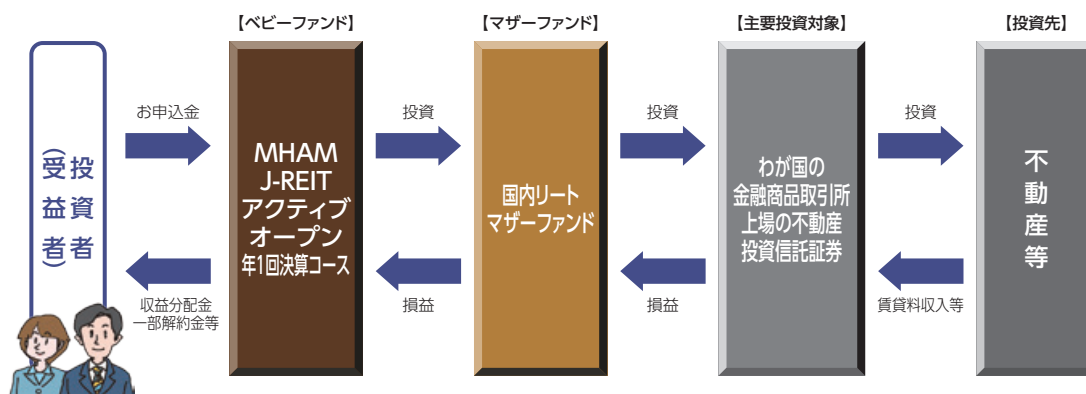 【ベビーファンド】
【マザーファンド】
【主要投資対象】
【投資先】
投資者
(受益者)
お申込金
収益分配金
一部解約金等
MHAM
J-REIT
アクティブ
オープン
年1回決算コース
投資
損益
国内リート
マザーファンド
投資
損益
わが国の
金融商品取引所
上場の不動産
投資信託証券
投資
賃貸料収入等
不動産等